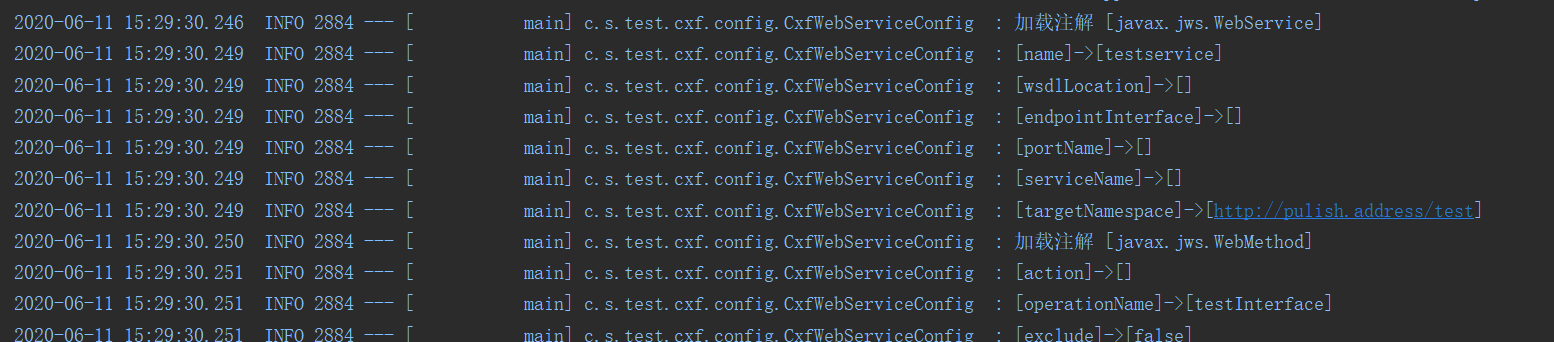 2020-06-11 15:29:30.246  INFO 2884 --- [           main] c.s.test.cxf.config.CxfWebServiceConfig  : 加载注解 [javax.jws.WebService]
2020-06-11 15:29:30.249  INFO 2884 --- [           main] c.s.test.cxf.config.CxfWebServiceConfig  : [name]->[testservice]
2020-06-11 15:29:30.249  INFO 2884 --- [           main] c.s.test.cxf.config.CxfWebServiceConfig  : [wsdlLocation]->[]
2020-06-11 15:29:30.249  INFO 2884 --- [           main] c.s.test.cxf.config.CxfWebServiceConfig  : [endpointInterface]->[]
2020-06-11 15:29:30.249  INFO 2884 --- [           main] c.s.test.cxf.config.CxfWebServiceConfig  : [portName]->[]
2020-06-11 15:29:30.249  INFO 2884 --- [           main] c.s.test.cxf.config.CxfWebServiceConfig  : [serviceName]->[]
2020-06-11 15:29:30.249  INFO 2884 --- [           main] c.s.test.cxf.config.CxfWebServiceConfig  : [targetNamespace]->[http://pulish.address/test]
2020-06-11 15:29:30.250  INFO 2884 --- [           main] c.s.test.cxf.config.CxfWebServiceConfig  : 加载注解 [javax.jws.WebMethod]
2020-06-11 15:29:30.251  INFO 2884 --- [           main] c.s.test.cxf.config.CxfWebServiceConfig  : [action]->[]
2020-06-11 15:29:30.251  INFO 2884 --- [           main] c.s.test.cxf.config.CxfWebServiceConfig  : [operationName]->[testInterface]
2020-06-11 15:29:30.251  INFO 2884 --- [           main] c.s.test.cxf.config.CxfWebServiceConfig  : [exclude]->[false]